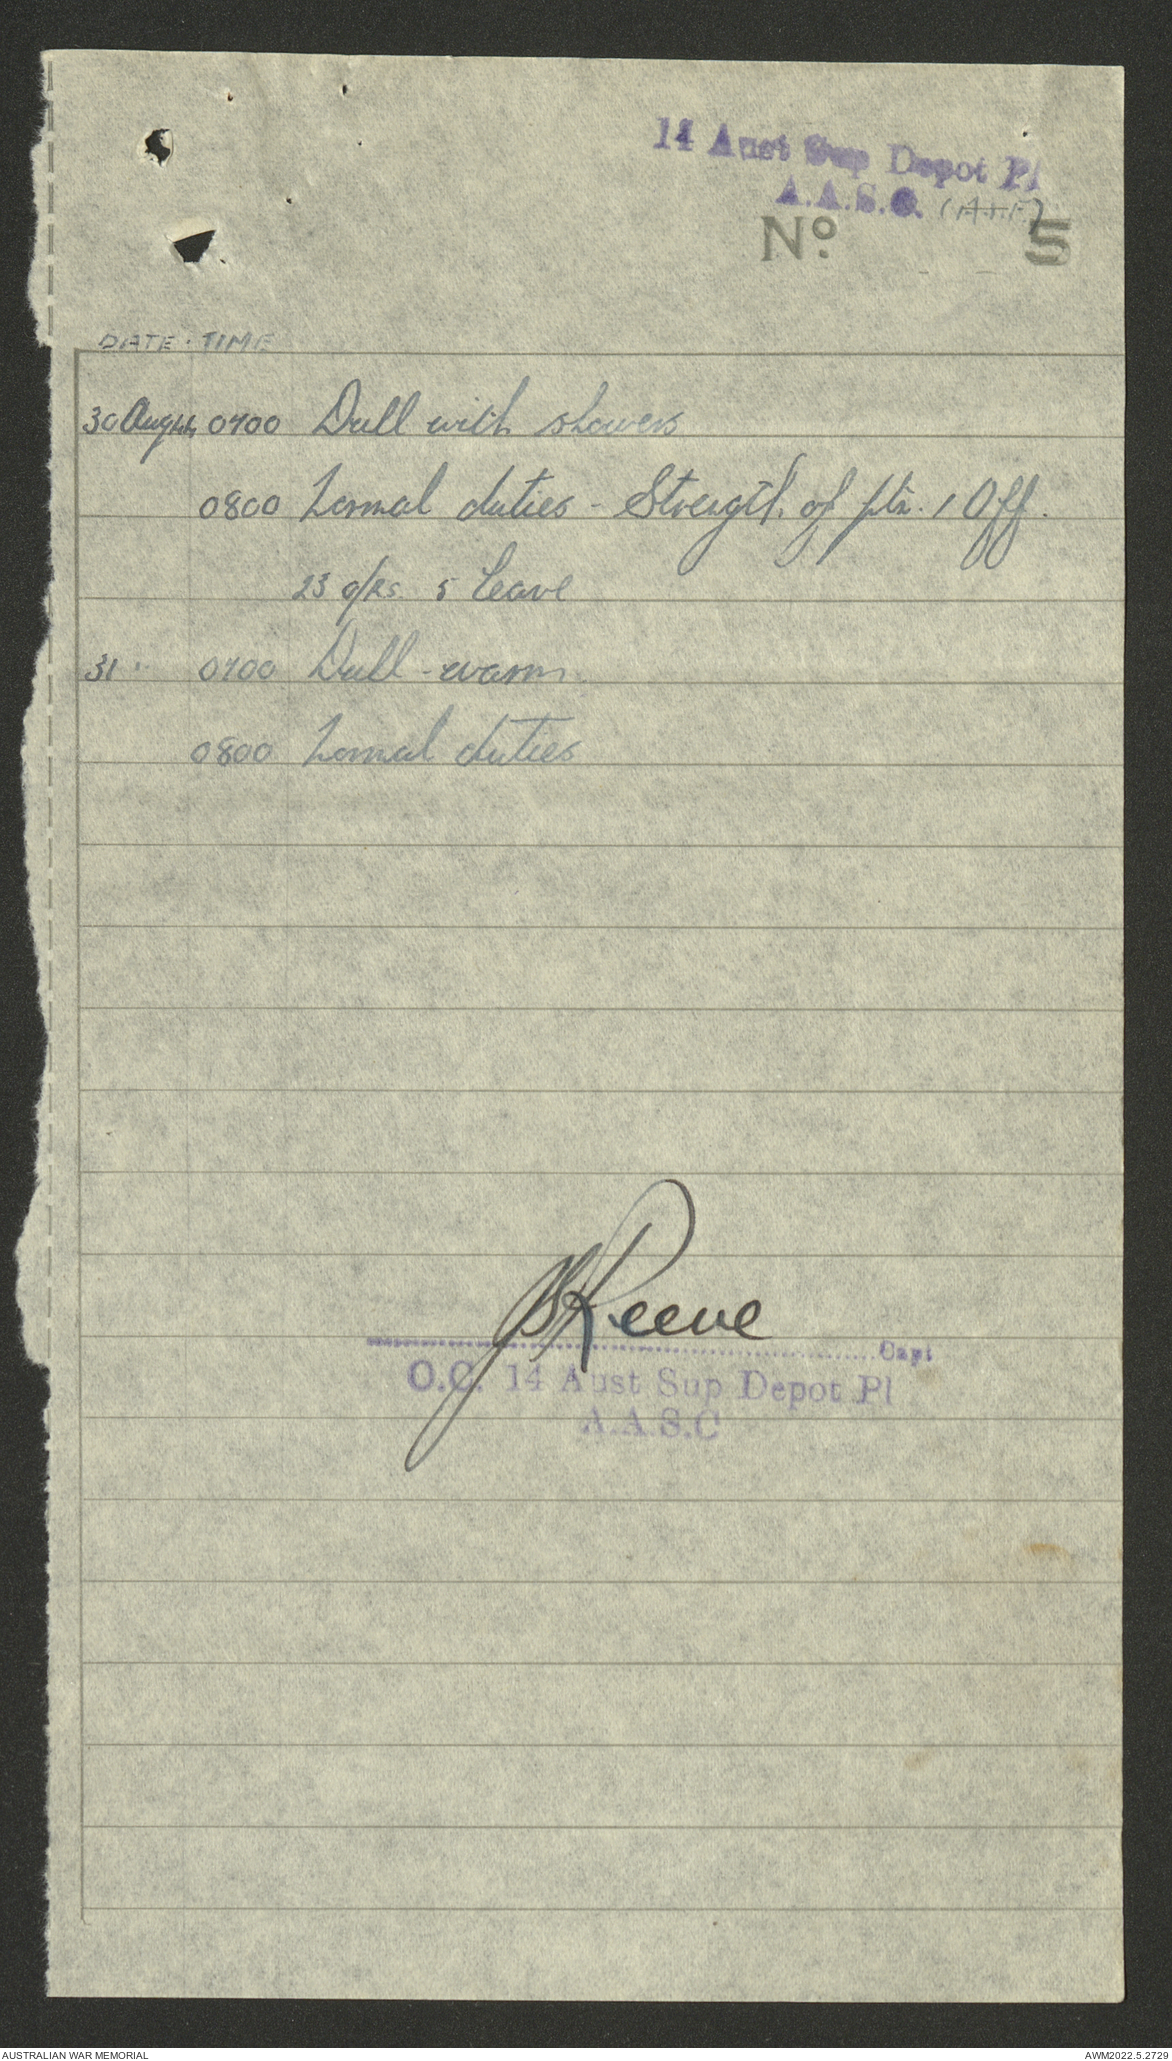 14 Aust Sup Depot Pl
A.A.S.C. (AIF)
No. 5
DATE. TIME
30 Aug 44 0700 Dull with showers
0800 Normal duties - Strength of ptn. 1 Off.
23 O/Rs. 5 leave
31 " 0700 Dull - warm.
0800 Normal duties
Reeve
Capt
O.C. 14 Aust Sup Depot Pl
A.A.S.C
AUSTRALIAN WAR MEMORIAL AWM2022.5.2729